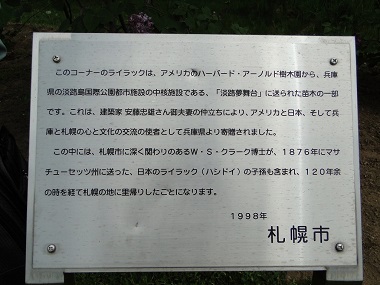 このコーナーのライラックは、アメリカのハーバード・アーノルド樹木園から、兵庫
県の淡路島国際公園都市施設の中核施設である、「淡路夢舞台」に送られた苗木の一部
です。これは、建築家 安藤忠雄さん御夫妻の仲立ちにより、アメリカと日本、そして兵
庫と札幌の心と文化の交流の使者として兵庫県より寄贈されました。
この中には、札幌市に深く関わりのあるW・S・クラーク博士が、1876年にマサ
チューセッツ州に送った、日本のライラック（ハシドイ）の子孫も含まれ、120年余
の時を経て札幌の地に里帰りしたことになります。
1998年
札幌市